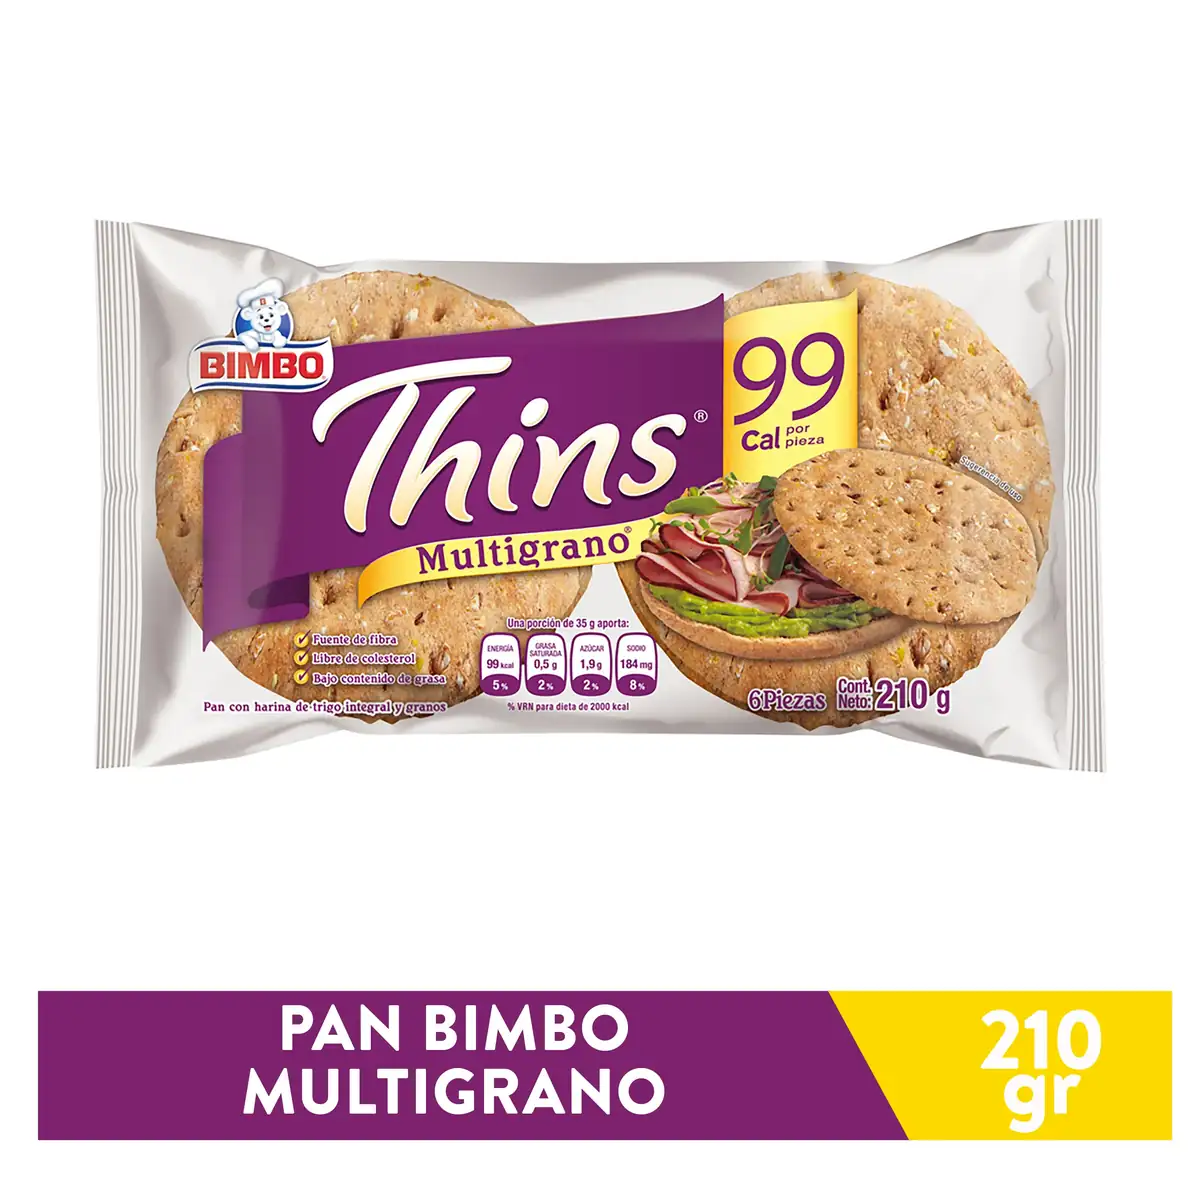 BIMBO
Thins®
Multigrano®
99
Cal por pieza
Sugerencia de uso
Fuente de fibra
Libre de colesterol
Bajo contenido de grasa
Pan con harina de trigo integral y granos
Una porción de 35 g aporta:
ENERGÍA 99 kcal 5%
GRASA SATURADA 0,5 g 2%
AZÚCAR 1,9 g 2%
SODIO 184 mg 8%
% VRN para dieta de 2000 kcal
6 Piezas Cont. Neto: 210 g
PAN BIMBO
MULTIGRANO
210
gr